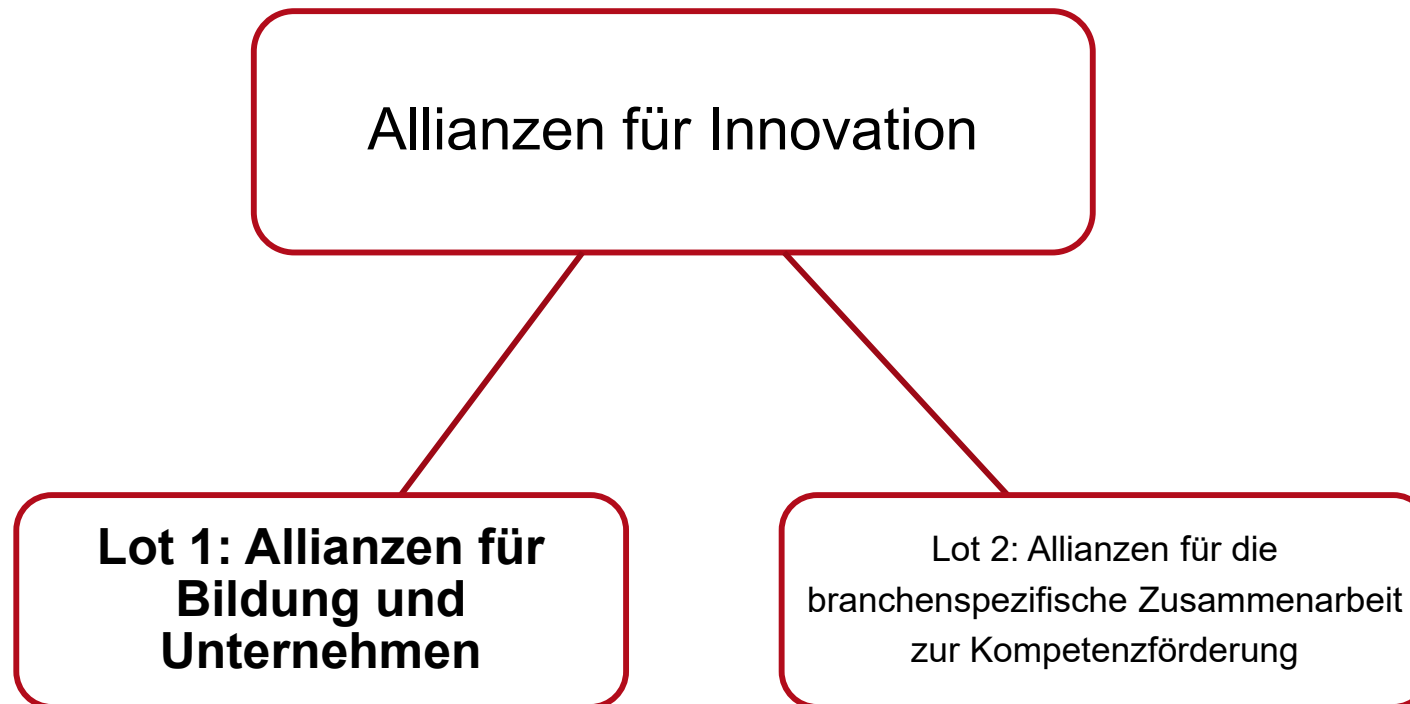 Allianzen für Innovation
Lot 1: Allianzen für
Bildung und
Unternehmen
Lot 2: Allianzen für die
branchenspezifische Zusammenarbeit
zur Kompetenzförderung